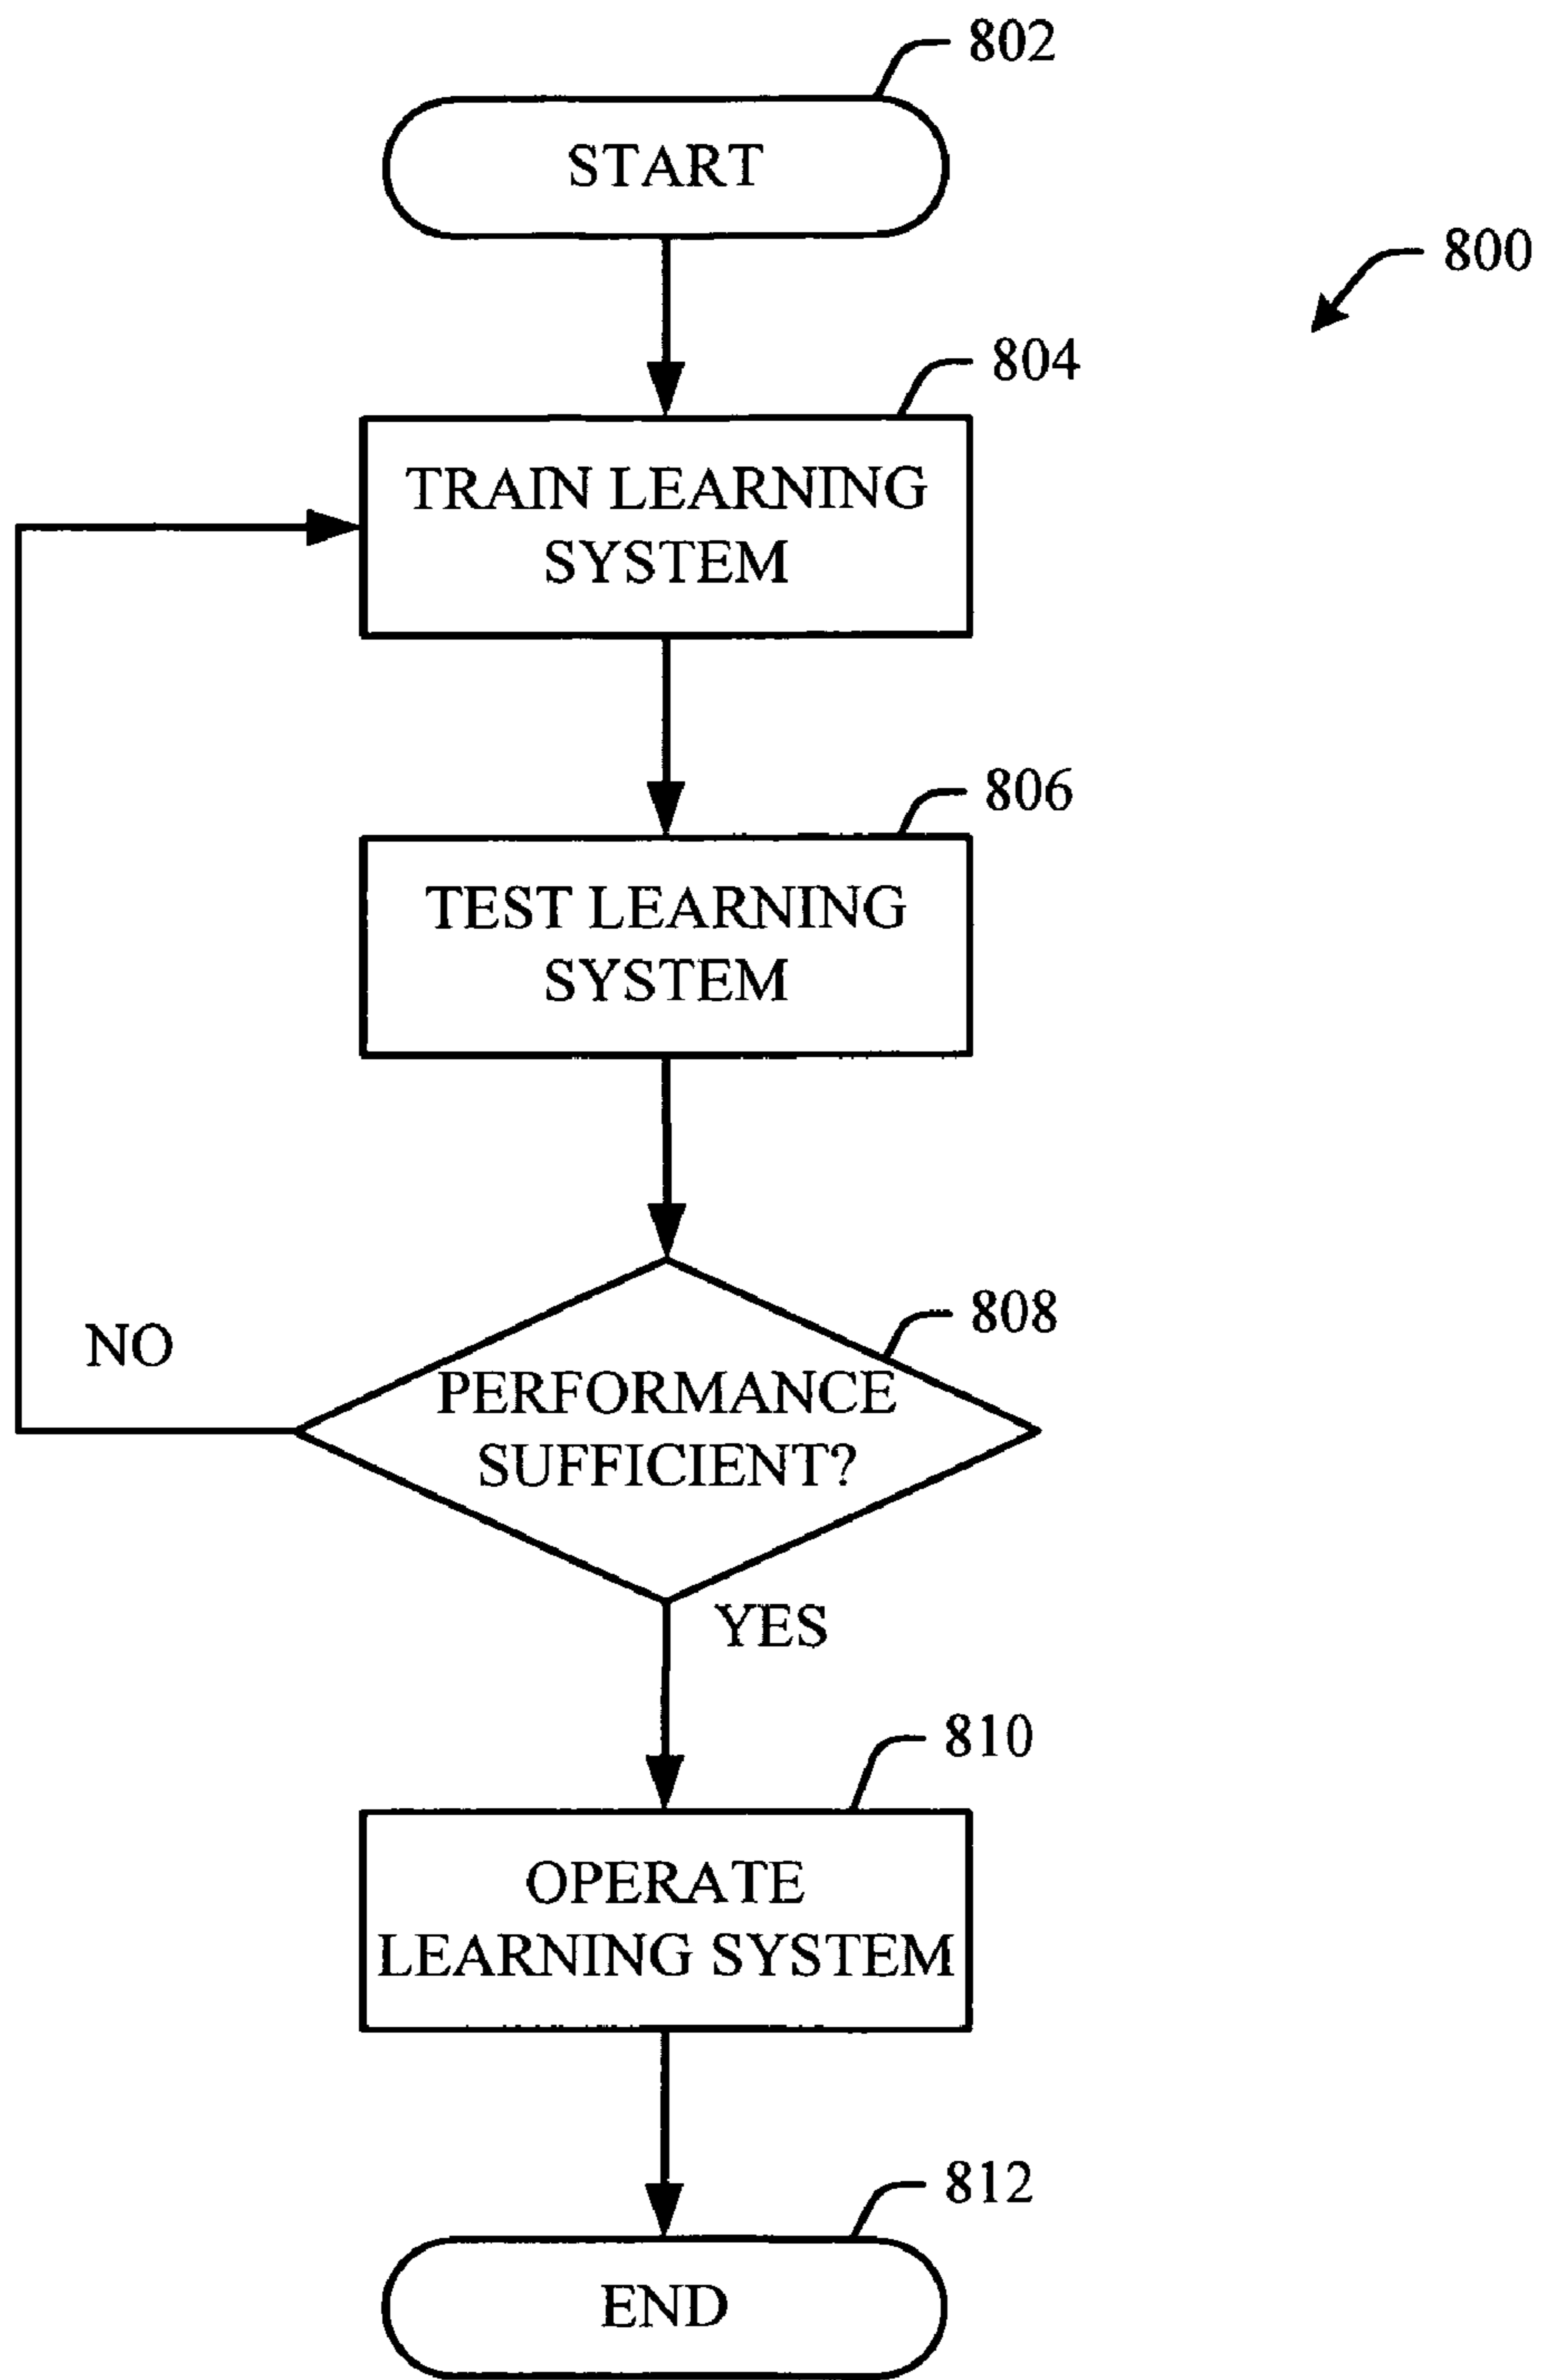 802
START
800
804
TRAIN LEARNING
SYSTEM
806
TEST LEARNING
SYSTEM
808
NO
PERFORMANCE
SUFFICIENT?
YES
810
OPERATE
LEARNING SYSTEM
812
END